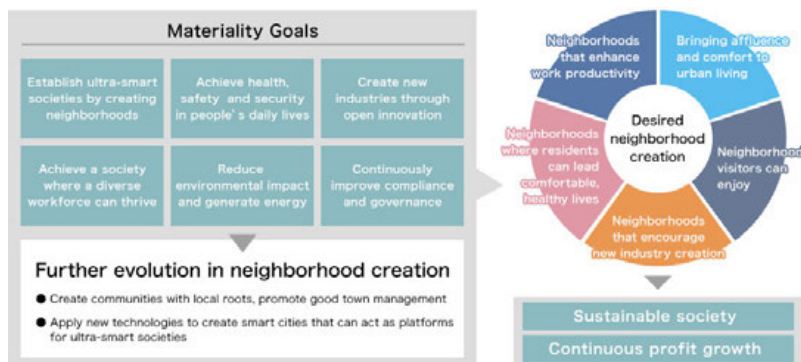 Materiality Goals
Establish ultra-smart
societies by creating
neighborhoods
Achieve health,
safety and security
in people's daily lives
Create new
industries through
open innovation
Achieve a society
where a diverse
workforce can thrive
Reduce
environmental impact
and generate energy
Continuously
improve compliance
and governance
Further evolution in neighborhood creation
● Create communities with local roots, promote good town management
● Apply new technologies to create smart cities that can act as platforms
for ultra-smart societies
Neighborhoods
that enhance
work productivity
Bringing affluence
and comfort to
urban living
Desired
neighborhood
creation
Neighborhoods
where residents
can lead
comfortable,
healthy lives
Neighborhood
visitors can
enjoy
Neighborhoods
that encourage
new industry creation
Sustainable society
Continuous profit growth